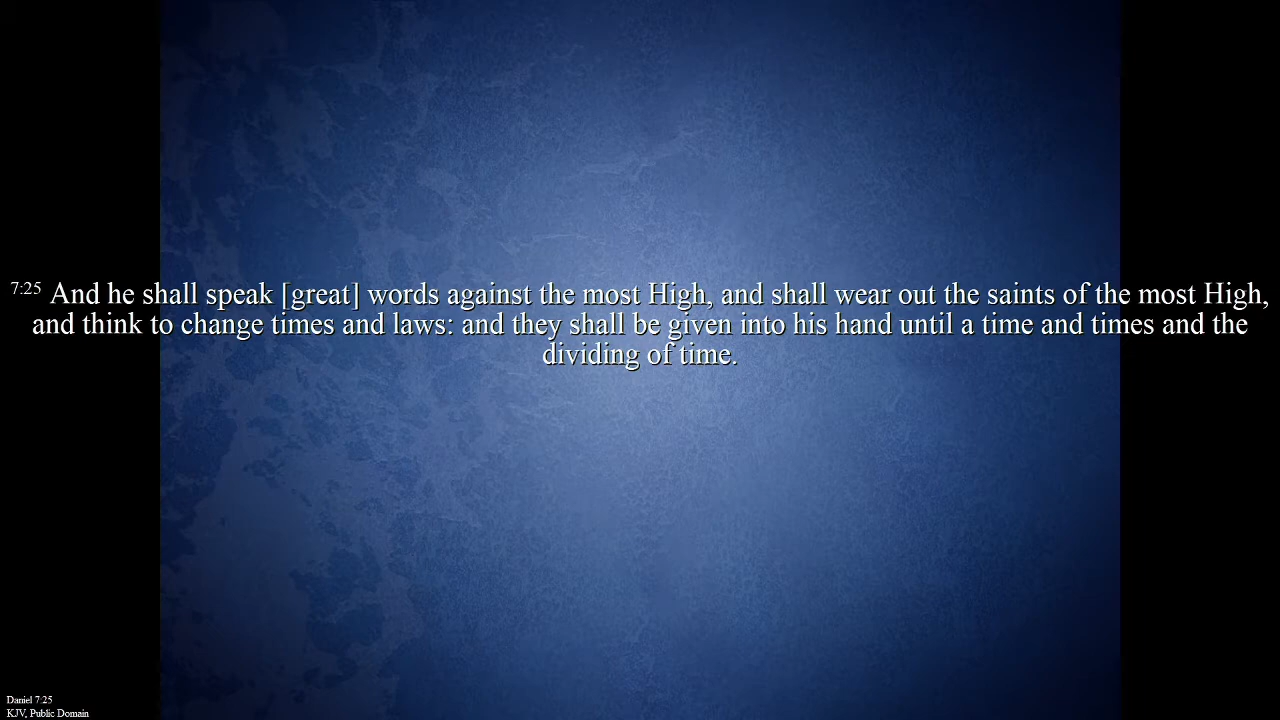 7:25 And he shall speak [great] words against the most High, and shall wear out the saints of the most High,
and think to change times and laws: and they shall be given into his hand until a time and times and the
dividing of time.
Daniel 7:25
KJV, Public Domain